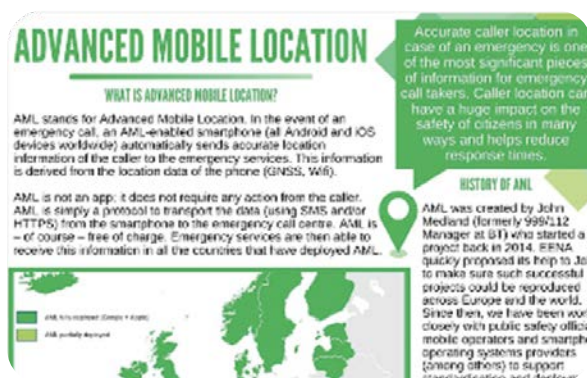 ADVANCED MOBILE LOCATION
WHAT IS ADVANCED MOBILE LOCATION?
AML stands for Advanced Mobile Location. In the event of an
emergency call, an AML-enabled smartphone (all Android and iOS
devices worldwide) automatically sends accurate location
information of the caller to the emergency services. This information
is derived from the location data of the phone (GNSS, Wifi).
AML is not an app; it does not require any action from the caller.
AML is simply a protocol to transport the data (using SMS and/or
HTTPS) from the smartphone to the emergency call centre. AML is
– of course – free of charge. Emergency services are then able to
receive this information in all the countries that have deployed AML.
AML partially deployed
Accurate caller location in
case of an emergency is one
of the most significant pieces
of information for emergency
call takers. Caller location can
have a huge impact on the
safety of citizens in many
ways and helps reduce
response times.
HISTORY OF AML
AML was created by John
Medland (formerly 999/112
Manager at BT) who started a
project back in 2014. EENA
quickly proposed its help to Jo
to make sure such successful
projects could be reproduced
across Europe and the world.
Since then, we have been wor
closely with public safety offici
mobile operators and smartpho
operating systems providers
(among others) to support